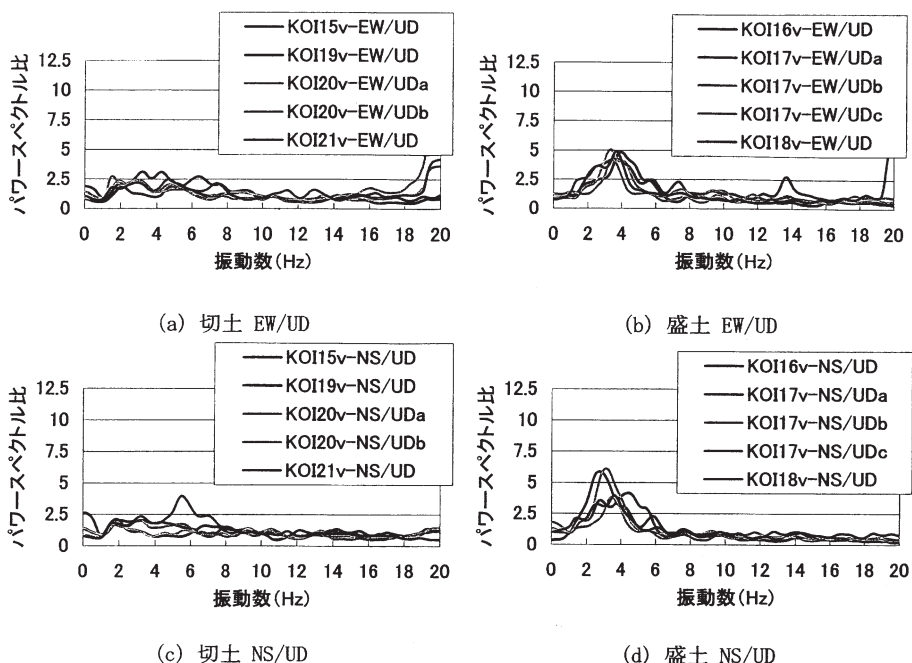 KOI15v-EW/UD
KOI19v-EW/UD
KOI20v-EW/UDa
KOI20v-EW/UDb
KOI21v-EW/UD
パワースペクトル比
12.5
10
7.5
5
2.5
0
0 2 4 6 8 10 12 14 16 18 20
振動数(Hz)
(a) 切土 EW/UD
KOI16v-EW/UD
KOI17v-EW/UDa
KOI17v-EW/UDb
KOI17v-EW/UDc
KOI18v-EW/UD
パワースペクトル比
12.5
10
7.5
5
2.5
0
0 2 4 6 8 10 12 14 16 18 20
振動数(Hz)
(b) 盛土 EW/UD
KOI15v-NS/UD
KOI19v-NS/UD
KOI20v-NS/UDa
KOI20v-NS/UDb
KOI21v-NS/UD
パワースペクトル比
12.5
10
7.5
5
2.5
0
0 2 4 6 8 10 12 14 16 18 20
振動数(Hz)
(c) 切土 NS/UD
KOI16v-NS/UD
KOI17v-NS/UDa
KOI17v-NS/UDb
KOI17v-NS/UDc
KOI18v-NS/UD
パワースペクトル比
12.5
10
7.5
5
2.5
0
0 2 4 6 8 10 12 14 16 18 20
振動数(Hz)
(d) 盛土 NS/UD